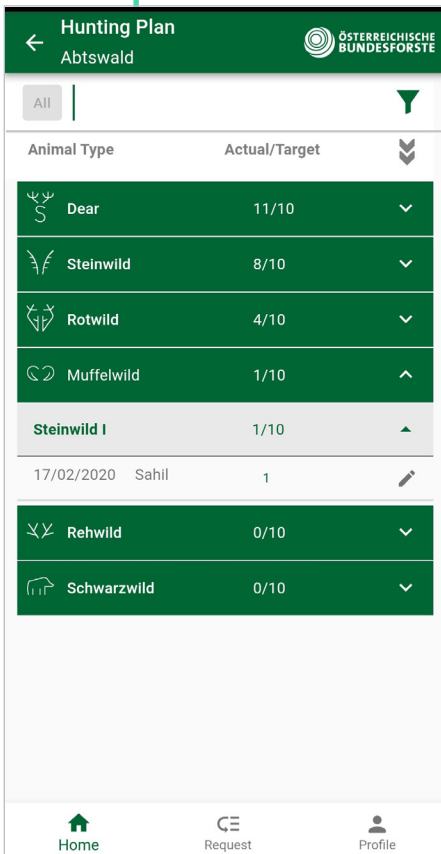 Hunting Plan
Abtswald
ÖSTERREICHISCHE
BUNDESFORSTE
All
Animal Type Actual/Target
Dear 11/10
Steinwild 8/10
Rotwild 4/10
Muffelwild 1/10
Steinwild I 1/10
17/02/2020 Sahil 1
Rehwild 0/10
Schwarzwild 0/10
Home Request Profile